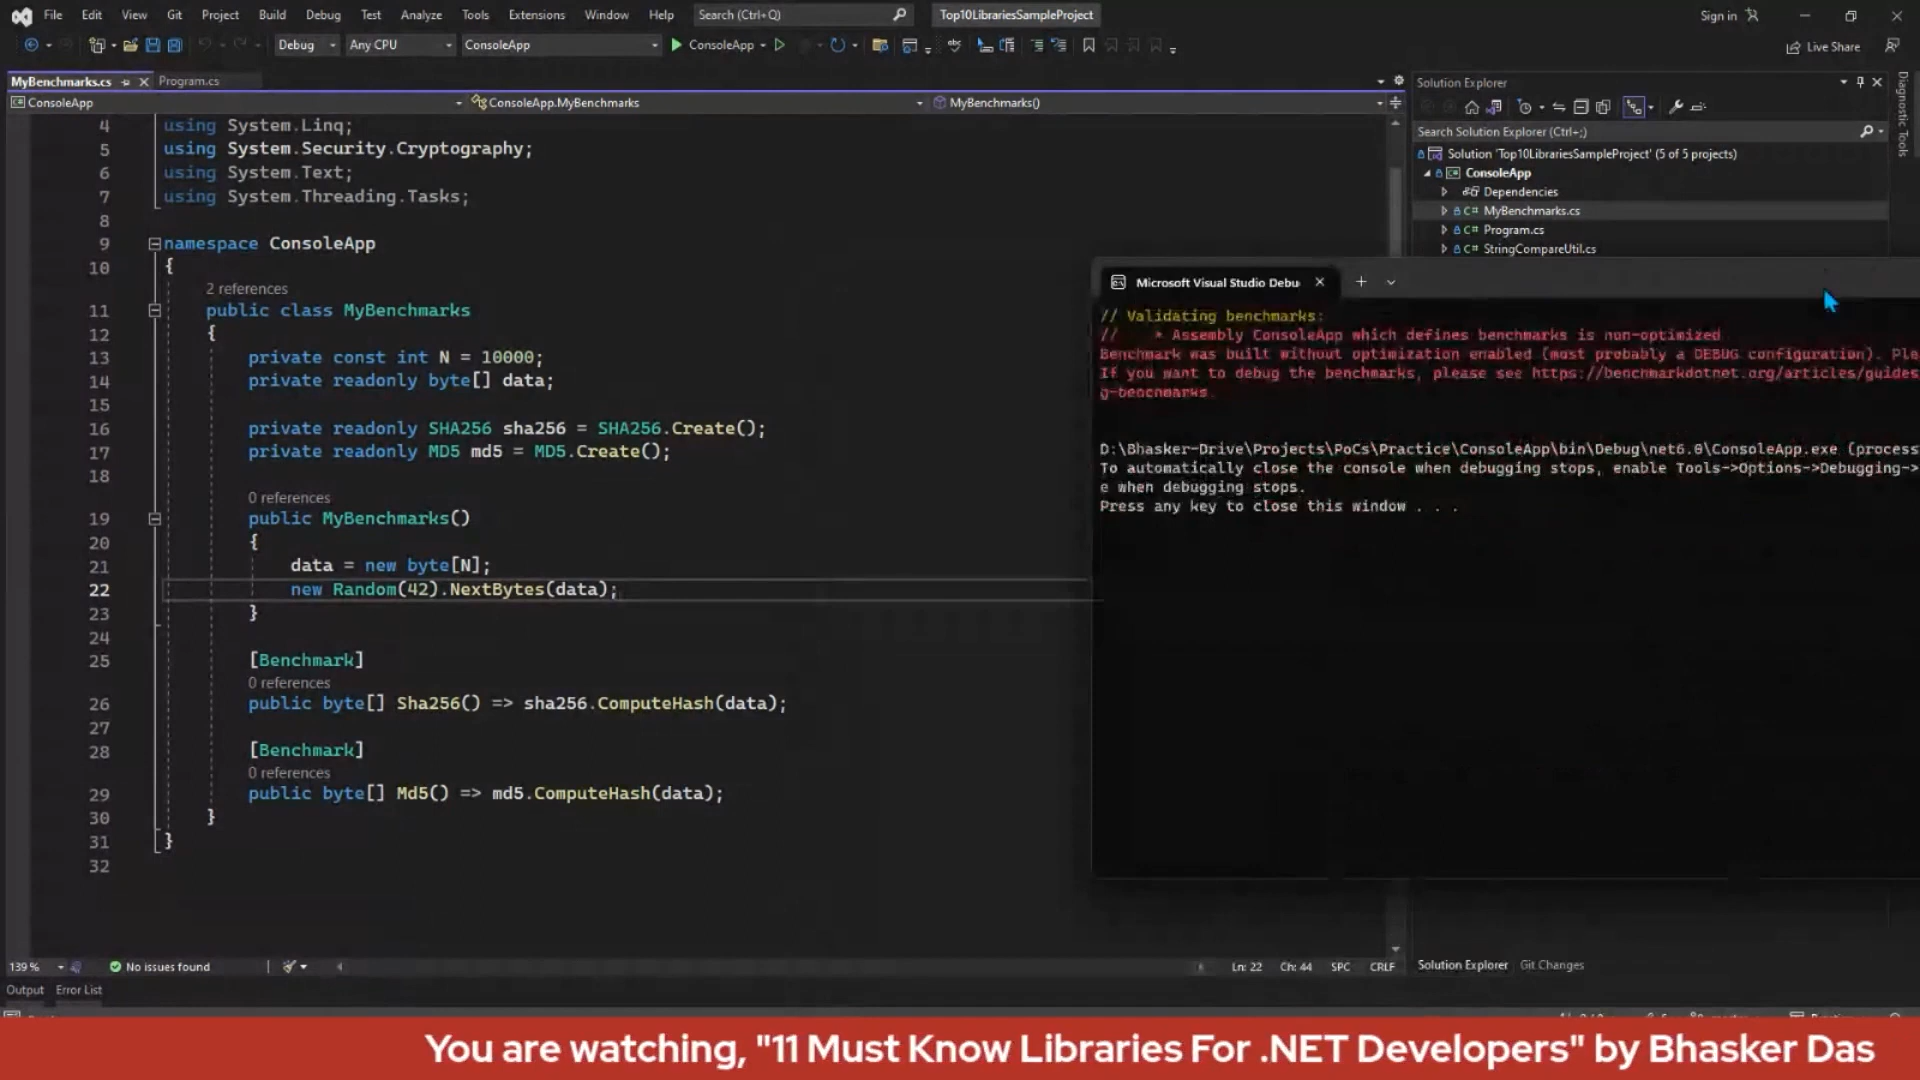 File Edit View Git Project Build Debug Test Analyze Tools Extensions Window Help Search (Ctrl+Q) Top10LibrariesSampleProject Sign in
Debug Any CPU ConsoleApp ConsoleApp Live Share
MyBenchmarks.cs Program.cs
ConsoleApp ConsoleApp.MyBenchmarks MyBenchmarks()
4 using System.Linq;
5 using System.Security.Cryptography;
6 using System.Text;
7 using System.Threading.Tasks;
8
9 namespace ConsoleApp
10 {
2 references
11 public class MyBenchmarks
12 {
13 private const int N = 10000;
14 private readonly byte[] data;
15
16 private readonly SHA256 sha256 = SHA256.Create();
17 private readonly MD5 md5 = MD5.Create();
18
0 references
19 public MyBenchmarks()
20 {
21 data = new byte[N];
22 new Random(42).NextBytes(data);
23 }
24
25 [Benchmark]
0 references
26 public byte[] Sha256() => sha256.ComputeHash(data);
27
28 [Benchmark]
0 references
29 public byte[] Md5() => md5.ComputeHash(data);
30 }
31 }
32
Solution Explorer
Search Solution Explorer (Ctrl+;)
Solution 'Top10LibrariesSampleProject' (5 of 5 projects)
ConsoleApp
Dependencies
C# MyBenchmarks.cs
C# Program.cs
C# StringCompareUtil.cs
Diagnostic Tools
Microsoft Visual Studio Debu
// Validating benchmarks:
// * Assembly ConsoleApp which defines benchmarks is non-optimized
Benchmark was built without optimization enabled (most probably a DEBUG configuration). Ple
If you want to debug the benchmarks, please see https://benchmarkdotnet.org/articles/guides
g-benchmarks.
D:\Bhasker-Drive\Projects\PoCs\Practice\ConsoleApp\bin\Debug\net6.0\ConsoleApp.exe (process
To automatically close the console when debugging stops, enable Tools->Options->Debugging->
e when debugging stops.
Press any key to close this window . . .
139 % No issues found Ln: 22 Ch: 44 SPC CRLF Solution Explorer Git Changes
Output Error List
You are watching, "11 Must Know Libraries For .NET Developers" by Bhasker Das